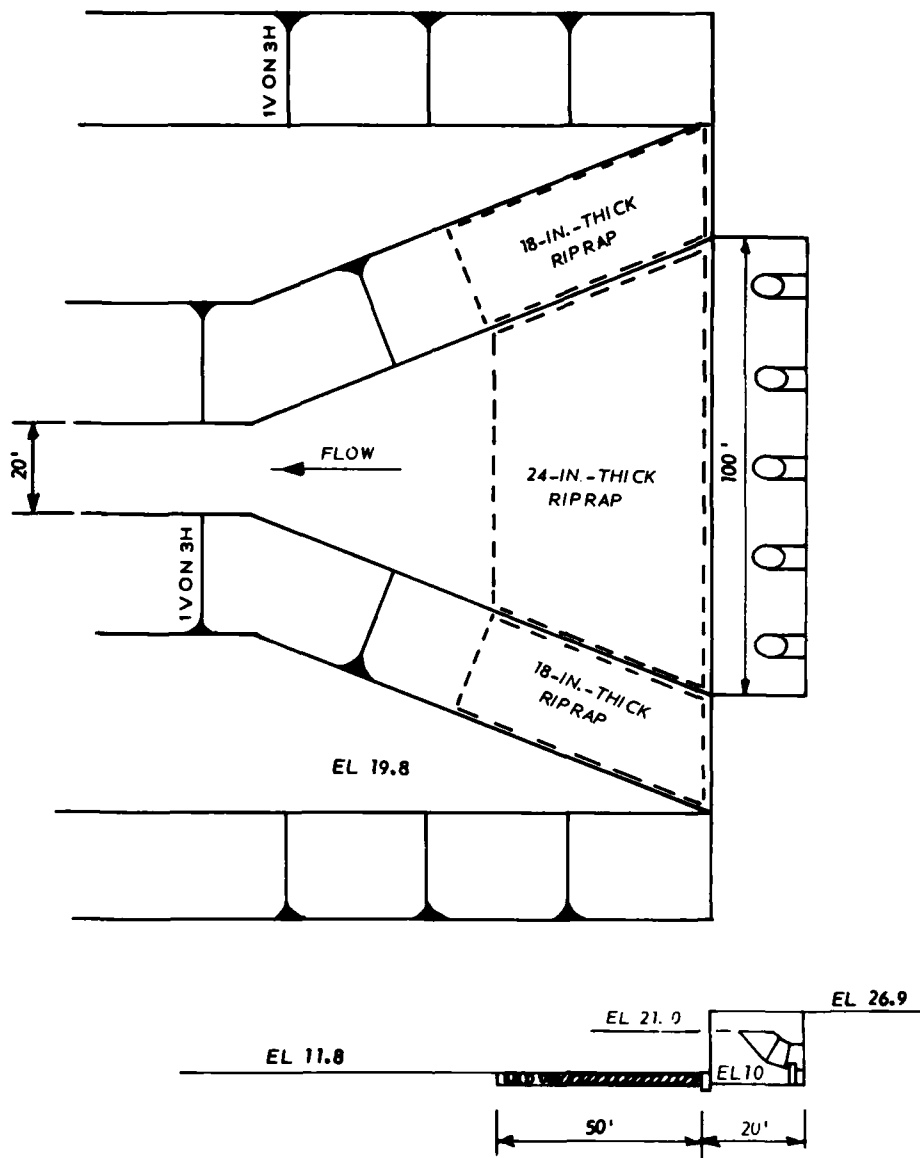 1V ON 3H
18-IN.-THICK
RIPRAP
20'
FLOW
24-IN.-THICK
RIPRAP
100'
1V ON 3H
18-IN.-THICK
RIPRAP
EL 19.8
EL 26.9
EL 21.0
EL 11.8
EL 10
50'
20'